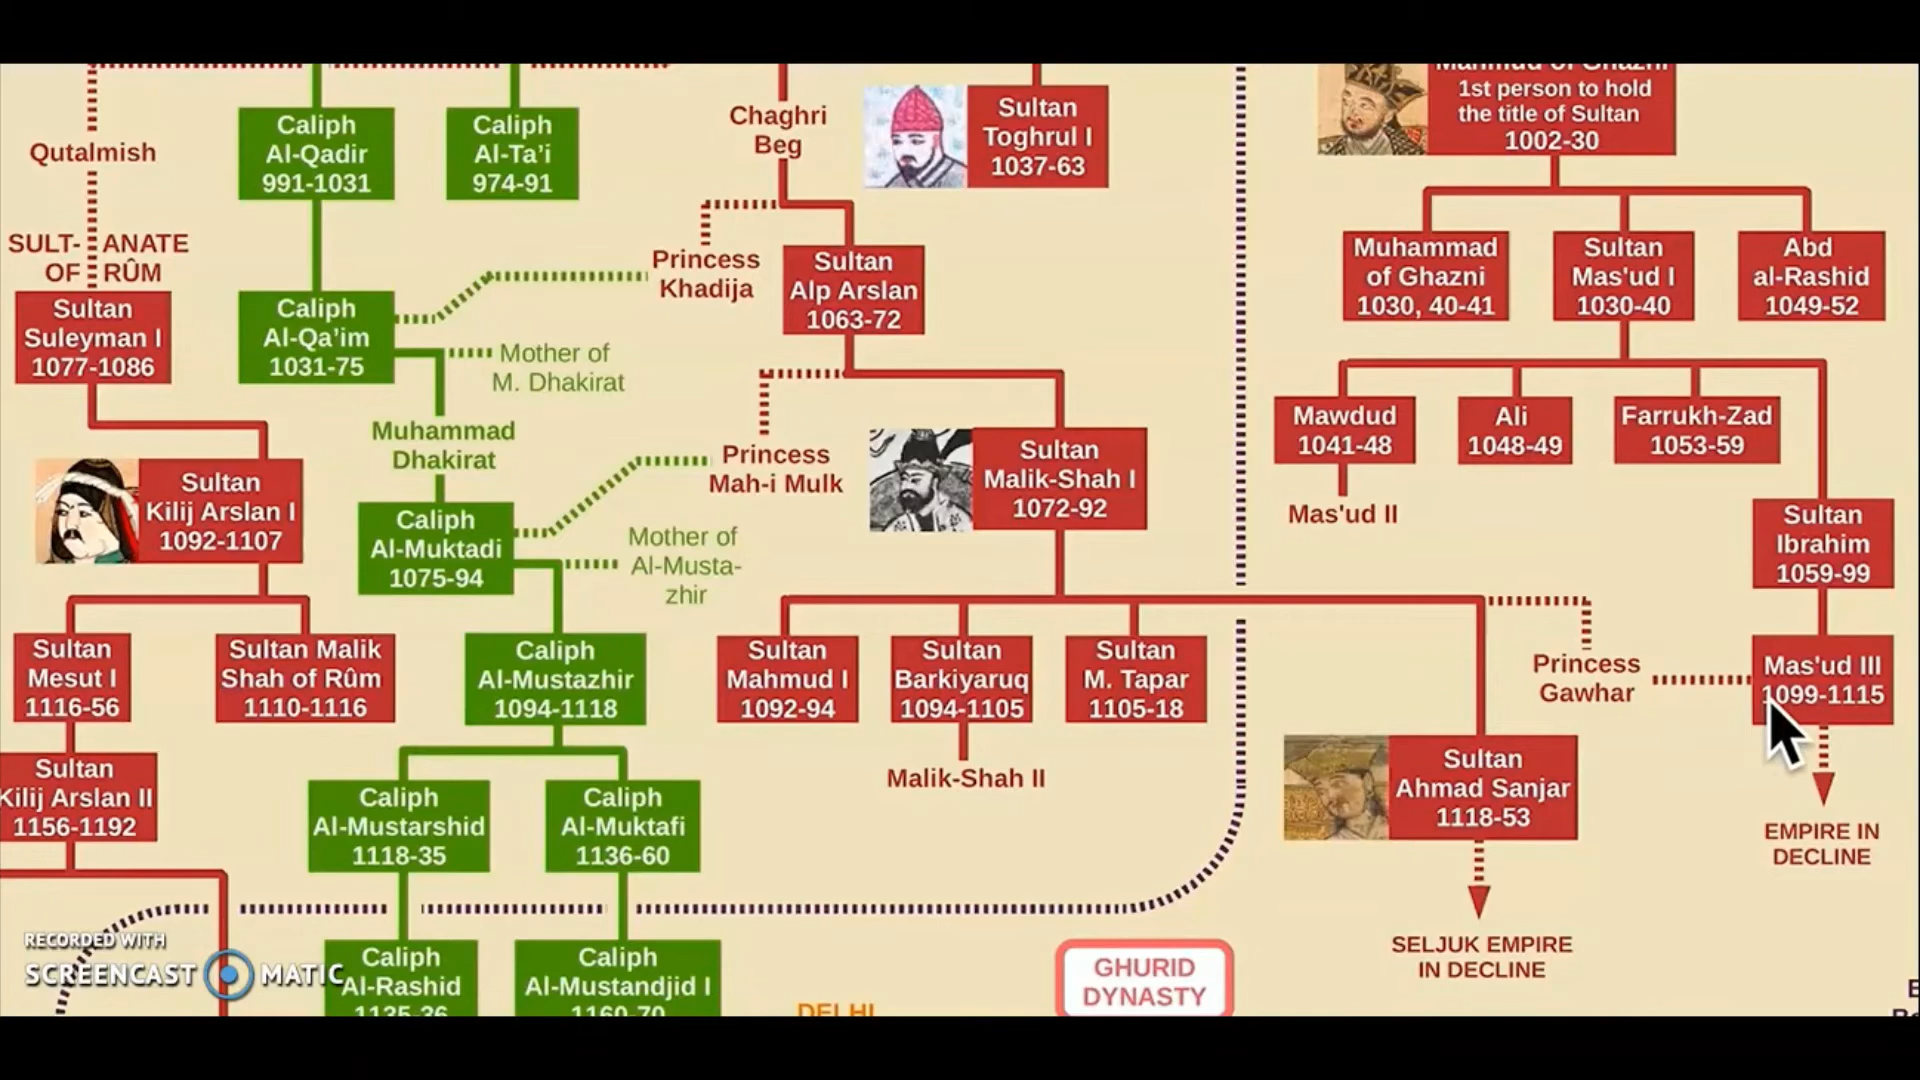 Mahmud of Ghazni
1st person to hold
the title of Sultan
1002-30
Qutalmish
Caliph
Al-Qadir
991-1031
Caliph
Al-Ta'i
974-91
Chaghri
Beg
Sultan
Toghrul I
1037-63
SULT- ANATE
OF RÛM
Sultan
Suleyman I
1077-1086
Caliph
Al-Qa'im
1031-75
Princess
Khadija
Sultan
Alp Arslan
1063-72
Muhammad
of Ghazni
1030, 40-41
Sultan
Mas'ud I
1030-40
Abd
al-Rashid
1049-52
Mother of
M. Dhakirat
Muhammad
Dhakirat
Princess
Mah-i Mulk
Sultan
Malik-Shah I
1072-92
Mawdud
1041-48
Ali
1048-49
Farrukh-Zad
1053-59
Mas'ud II
Sultan
Kilij Arslan I
1092-1107
Caliph
Al-Muktadi
1075-94
Mother of
Al-Musta-
zhir
Sultan
Ibrahim
1059-99
Sultan
Mesut I
1116-56
Sultan Malik
Shah of Rûm
1110-1116
Caliph
Al-Mustazhir
1094-1118
Sultan
Mahmud I
1092-94
Sultan
Barkiyaruq
1094-1105
Sultan
M. Tapar
1105-18
Princess
Gawhar
Mas'ud III
1099-1115
Malik-Shah II
Sultan
Kilij Arslan II
1156-1192
Caliph
Al-Mustarshid
1118-35
Caliph
Al-Muktafi
1136-60
Sultan
Ahmad Sanjar
1118-53
EMPIRE IN
DECLINE
SELJUK EMPIRE
IN DECLINE
RECORDED WITH
SCREENCAST MATIC
Caliph
Al-Rashid
1135-36
Caliph
Al-Mustandjid I
1160-70
DELHI
GHURID
DYNASTY